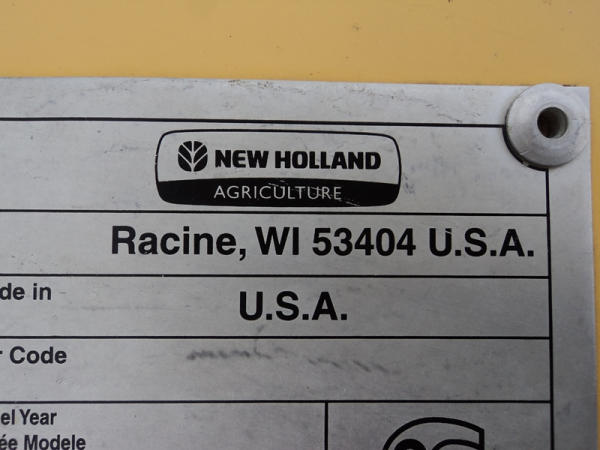 NEW HOLLAND
AGRICULTURE
Racine, WI 53404 U.S.A.
de in
U.S.A.
r Code
el Year
ée Modele